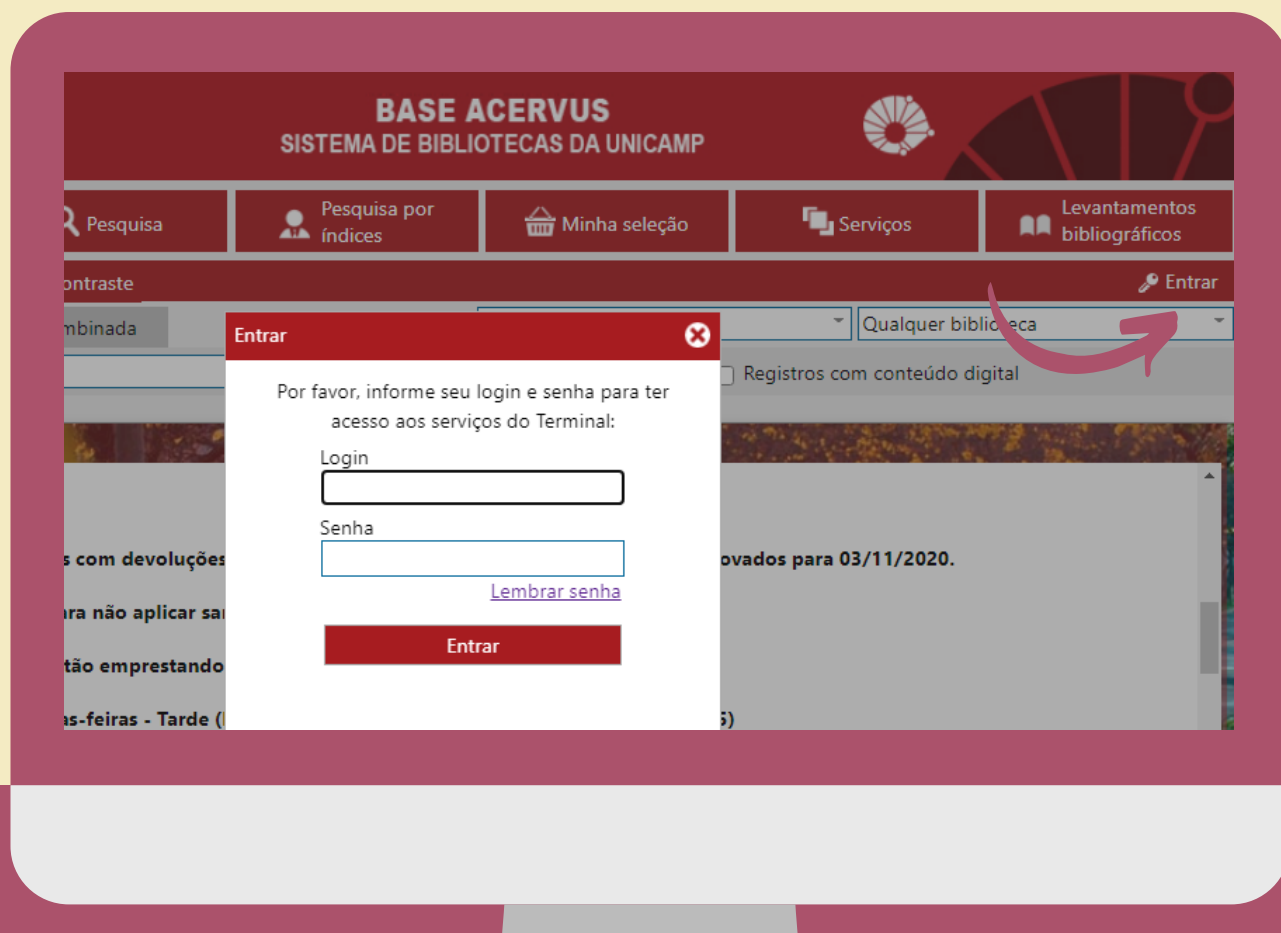 BASE ACERVUS
SISTEMA DE BIBLIOTECAS DA UNICAMP
Pesquisa
Pesquisa por
índices
Minha seleção
Serviços
Levantamentos
bibliográficos
ontraste
Entrar
mbinada
Qualquer biblioteca
Registros com conteúdo digital
Entrar
Por favor, informe seu login e senha para ter
acesso aos serviços do Terminal:
Login
Senha
Lembrar senha
Entrar
s com devoluções
ovados para 03/11/2020.
ara não aplicar sa
tão emprestando
as-feiras - Tarde (